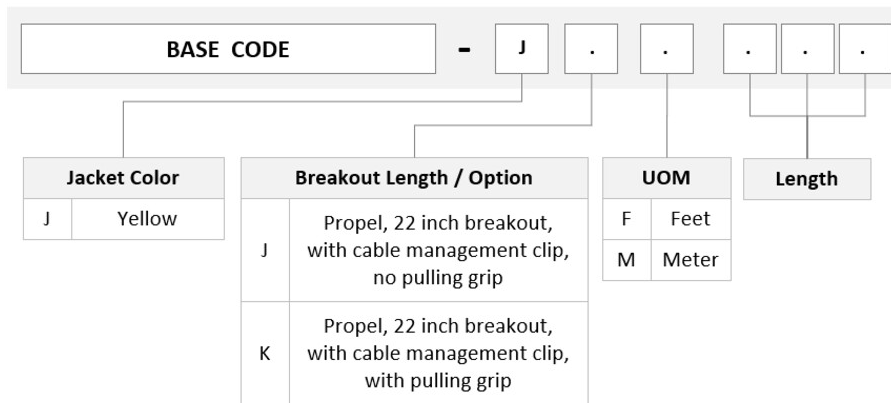 BASE CODE - J . . . . .
Jacket Color
J Yellow
Breakout Length / Option
J Propel, 22 inch breakout,
with cable management clip,
no pulling grip
K Propel, 22 inch breakout,
with cable management clip,
with pulling grip
UOM
F Feet
M Meter
Length